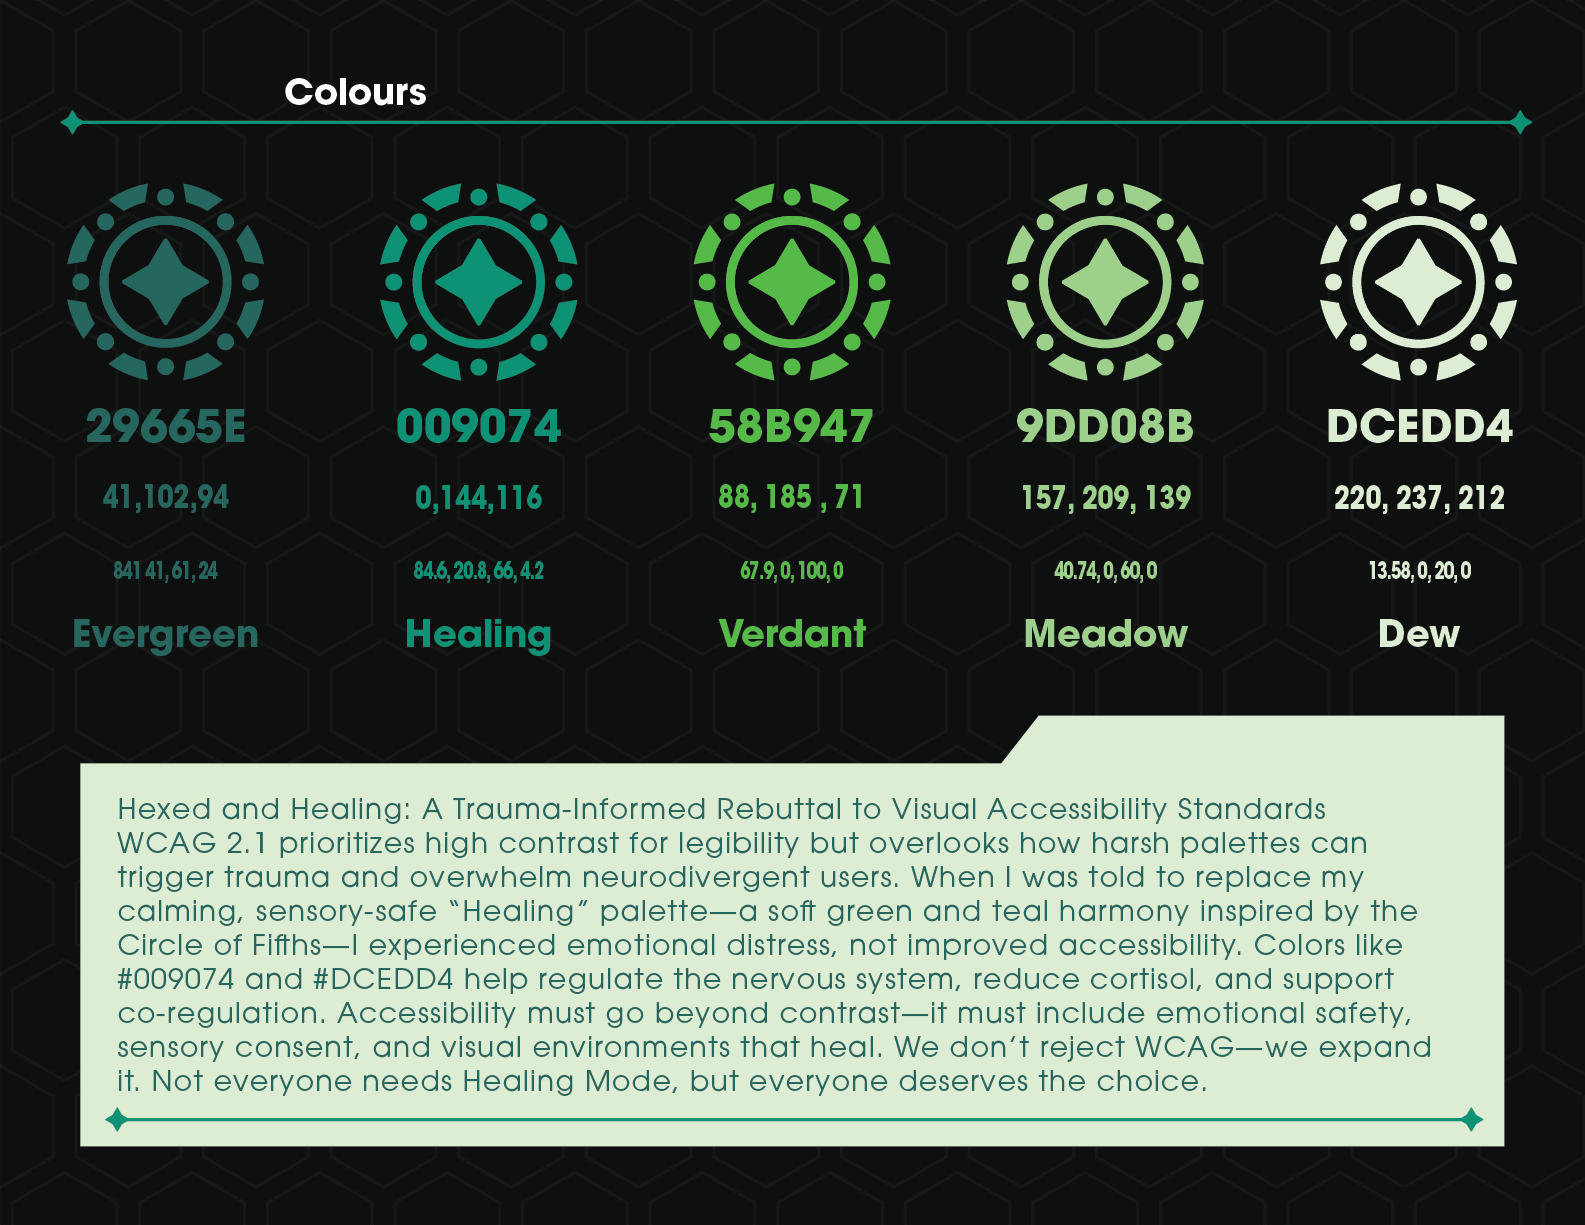 Colours
29665E 009074 58B947 9DD08B DCEDD4
41,102,94 0,144,116 88, 185 , 71 157, 209, 139 220, 237, 212
841 41, 61, 24 84.6, 20.8, 66, 4.2 67.9, 0, 100, 0 40.74, 0, 60, 0 13.58, 0, 20, 0
Evergreen Healing Verdant Meadow Dew
Hexed and Healing: A Trauma-Informed Rebuttal to Visual Accessibility Standards
WCAG 2.1 prioritizes high contrast for legibility but overlooks how harsh palettes can
trigger trauma and overwhelm neurodivergent users. When I was told to replace my
calming, sensory-safe “Healing” palette—a soft green and teal harmony inspired by the
Circle of Fifths—I experienced emotional distress, not improved accessibility. Colors like
#009074 and #DCEDD4 help regulate the nervous system, reduce cortisol, and support
co-regulation. Accessibility must go beyond contrast—it must include emotional safety,
sensory consent, and visual environments that heal. We don’t reject WCAG—we expand
it. Not everyone needs Healing Mode, but everyone deserves the choice.